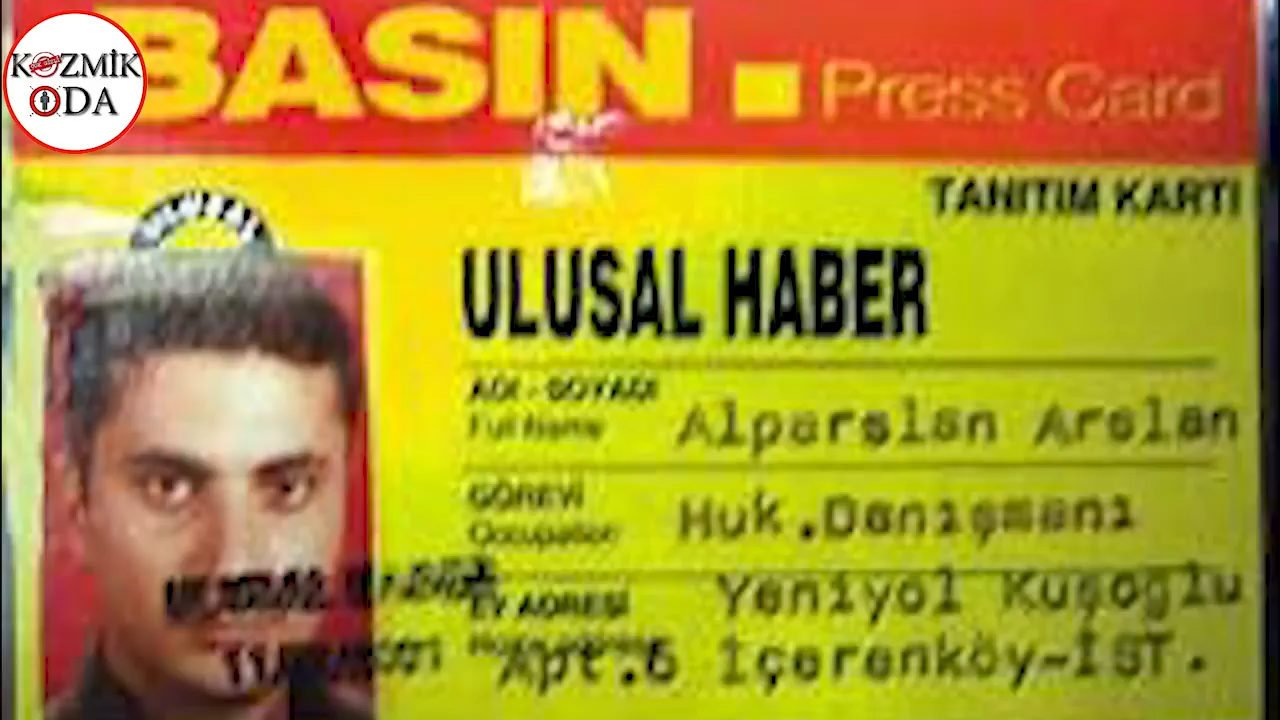 KOZMİK
ODA
BASIN
Press Card
TANITIM KARTI
ULUSAL HABER
ADI - SOYADI
Full Name
Alparslan Arslan
GÖREVİ
Occupation
Huk.Danışmanı
EV ADRESİ
Yeniyol Kuşoğlu
Apt.6 İçerenköy-İST.